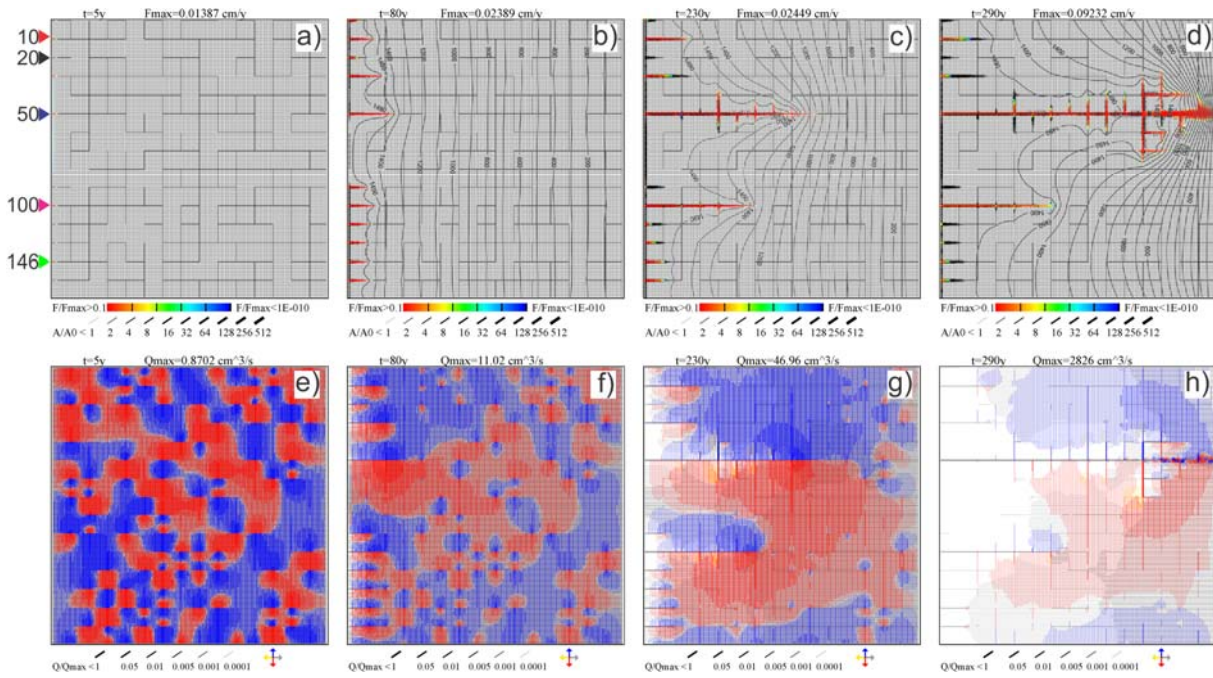 t=5y Fmax=0.01387 cm/y
a)
10
20
50
100
146
F/Fmax>0.1 F/Fmax<1E-010
A/A0 < 1 2 4 8 16 32 64 128 256 512
t=80y Fmax=0.02389 cm/y
b)
F/Fmax>0.1 F/Fmax<1E-010
A/A0 < 1 2 4 8 16 32 64 128 256 512
t=230y Fmax=0.02449 cm/y
c)
F/Fmax>0.1 F/Fmax<1E-010
A/A0 < 1 2 4 8 16 32 64 128 256 512
t=290y Fmax=0.09232 cm/y
d)
F/Fmax>0.1 F/Fmax<1E-010
A/A0 < 1 2 4 8 16 32 64 128 256 512
t=5y Qmax=0.8702 cm^3/s
e)
Q/Qmax <1 0.05 0.01 0.005 0.001 0.0001
t=80y Qmax=11.02 cm^3/s
f)
Q/Qmax <1 0.05 0.01 0.005 0.001 0.0001
t=230y Qmax=46.96 cm^3/s
g)
Q/Qmax <1 0.05 0.01 0.005 0.001 0.0001
t=290y Qmax=2826 cm^3/s
h)
Q/Qmax <1 0.05 0.01 0.005 0.001 0.0001